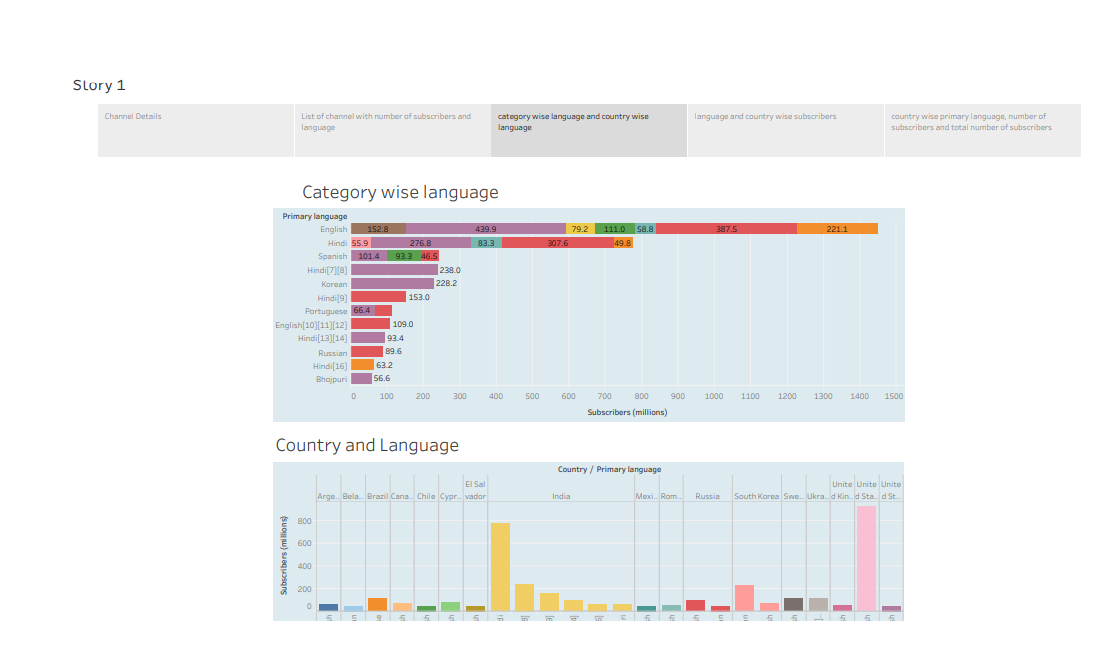 Story 1
Channel Details
List of channel with number of subscribers and
language
category wise language and country wise
language
language and country wise subscribers
country wise primary language, number of
subscribers and total number of subscribers
Category wise language
Primary language
English 152.8 439.9 79.2 111.0 58.8 387.5 221.1
Hindi 55.9 276.8 83.3 307.6 49.8
Spanish 101.4 93.3 46.5
Hindi[7][8] 238.0
Korean 228.2
Hindi[9] 153.0
Portuguese 66.4
English[10][11][12] 109.0
Hindi[13][14] 93.4
Russian 89.6
Hindi[16] 63.2
Bhojpuri 56.6
0 100 200 300 400 500 600 700 800 900 1000 1100 1200 1300 1400 1500
Subscribers (millions)
Country and Language
Country / Primary language
Arge.. Bela.. Brazil Cana.. Chile Cypr.. El Sal vador India Mexi.. Rom.. Russia South Korea Swe.. Ukra.. Unite d Kin.. Unite d Sta.. Unite d St..
Subscribers (millions)
800
600
400
200
0